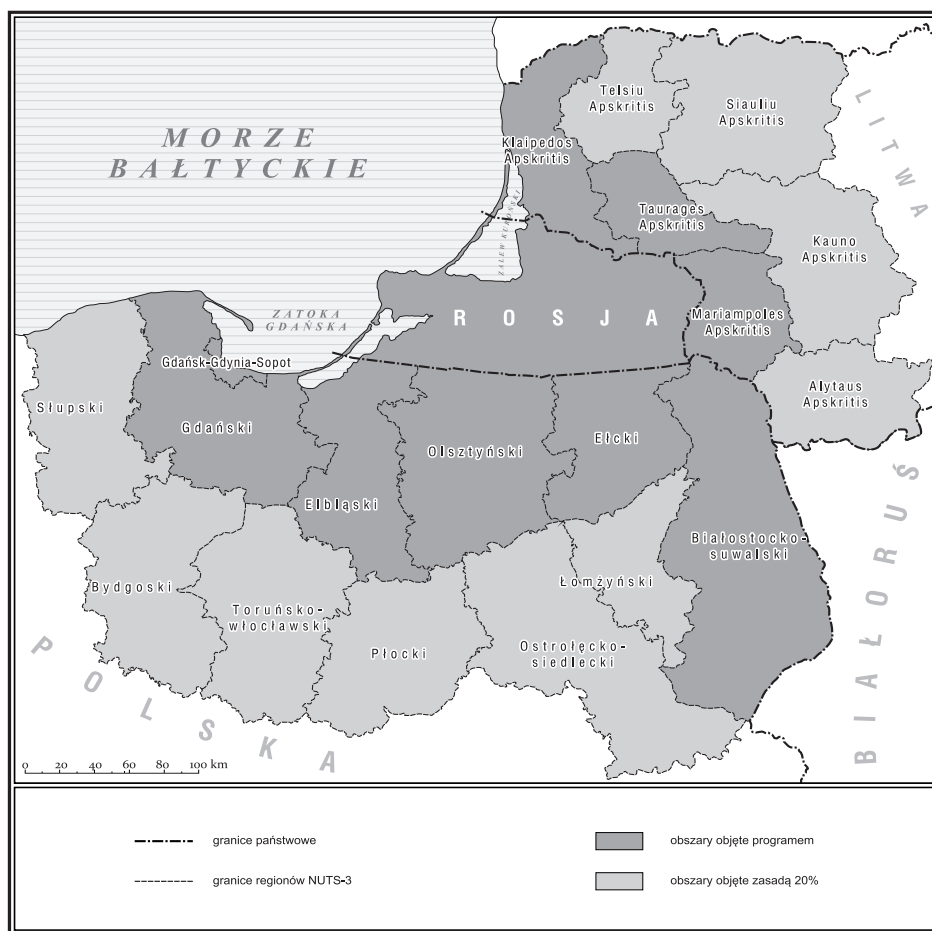 MORZE
BAŁTYCKIE
Telsiu
Apskritis
Siauliu
Apskritis
LITWA
Klaipedos
Apskritis
Taurages
Apskritis
ZALEW KUROŃSKI
Kauno
Apskritis
ZATOKA
GDAŃSKA
ROSJA
Mariampoles
Apskritis
Gdańsk-Gdynia-Sopot
Alytaus
Apskritis
Słupski
Gdański
Olsztyński
Ełcki
Elbląski
BIAŁORUŚ
Białostocko-
suwalski
Bydgoski
Łomżyński
Toruńsko-
włocławski
Płocki
Ostrołęcko-
siedlecki
POLSKA
0 20 40 60 80 100 km
granice państwowe
obszary objęte programem
granice regionów NUTS-3
obszary objęte zasadą 20%